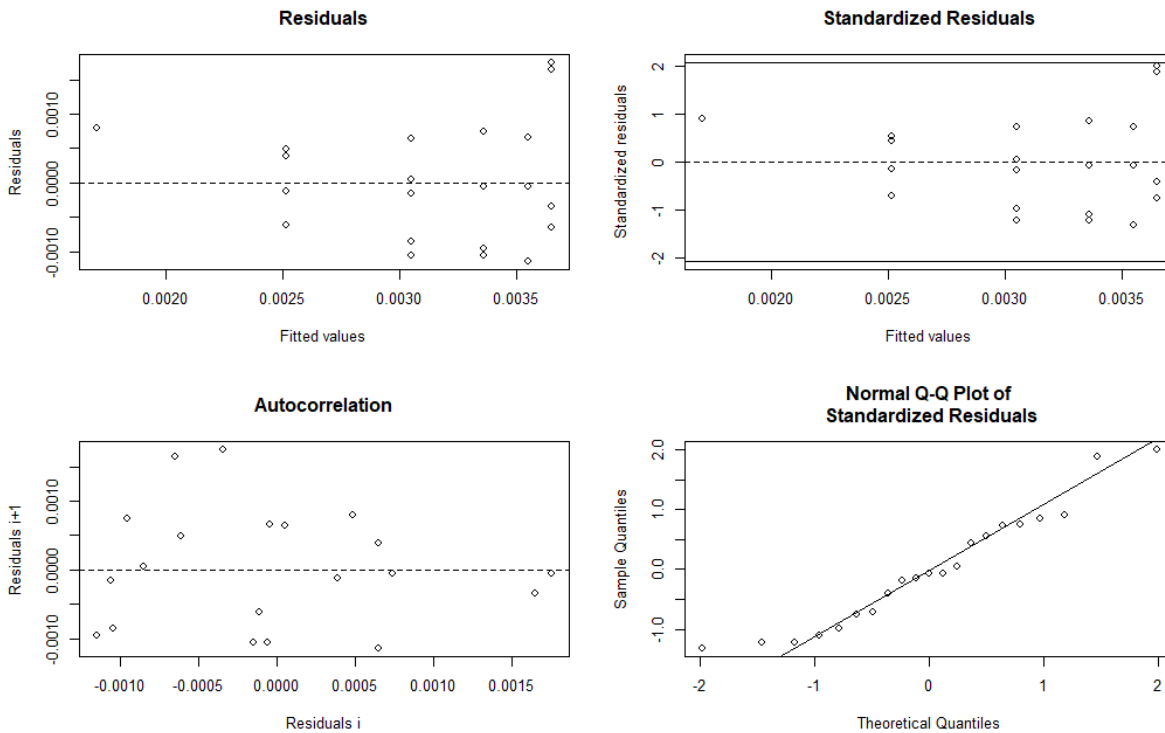 Residuals
Residuals
0.0010
0.0000
-0.0010
0.0020 0.0025 0.0030 0.0035
Fitted values
Standardized Residuals
Standardized residuals
2
1
0
-1
-2
0.0020 0.0025 0.0030 0.0035
Fitted values
Autocorrelation
Residuals i+1
0.0010
0.0000
-0.0010
-0.0010 -0.0005 0.0000 0.0005 0.0010 0.0015
Residuals i
Normal Q-Q Plot of
Standardized Residuals
Sample Quantiles
2.0
1.0
0.0
-1.0
-2 -1 0 1 2
Theoretical Quantiles